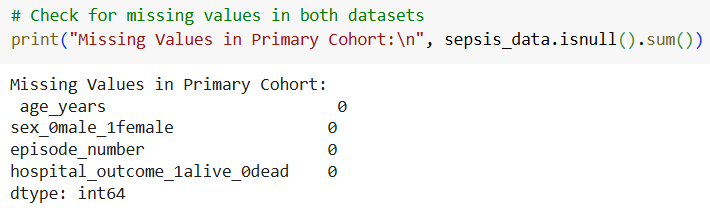 # Check for missing values in both datasets
print("Missing Values in Primary Cohort:\n", sepsis_data.isnull().sum())
Missing Values in Primary Cohort:
 age_years                     0
sex_0male_1female             0
episode_number                0
hospital_outcome_1alive_0dead    0
dtype: int64